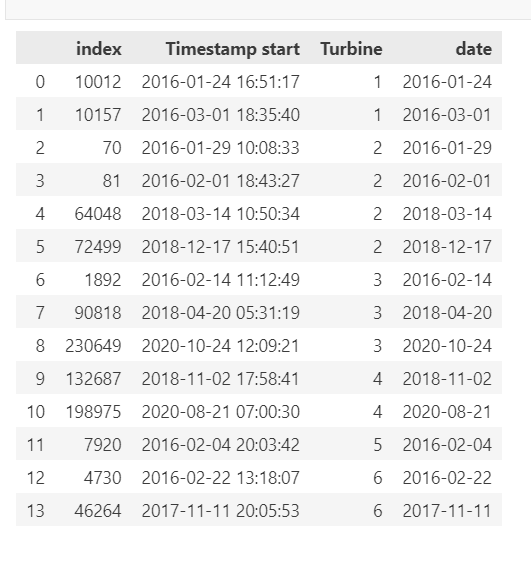 index Timestamp start Turbine date
0 10012 2016-01-24 16:51:17 1 2016-01-24
1 10157 2016-03-01 18:35:40 1 2016-03-01
2 70 2016-01-29 10:08:33 2 2016-01-29
3 81 2016-02-01 18:43:27 2 2016-02-01
4 64048 2018-03-14 10:50:34 2 2018-03-14
5 72499 2018-12-17 15:40:51 2 2018-12-17
6 1892 2016-02-14 11:12:49 3 2016-02-14
7 90818 2018-04-20 05:31:19 3 2018-04-20
8 230649 2020-10-24 12:09:21 3 2020-10-24
9 132687 2018-11-02 17:58:41 4 2018-11-02
10 198975 2020-08-21 07:00:30 4 2020-08-21
11 7920 2016-02-04 20:03:42 5 2016-02-04
12 4730 2016-02-22 13:18:07 6 2016-02-22
13 46264 2017-11-11 20:05:53 6 2017-11-11